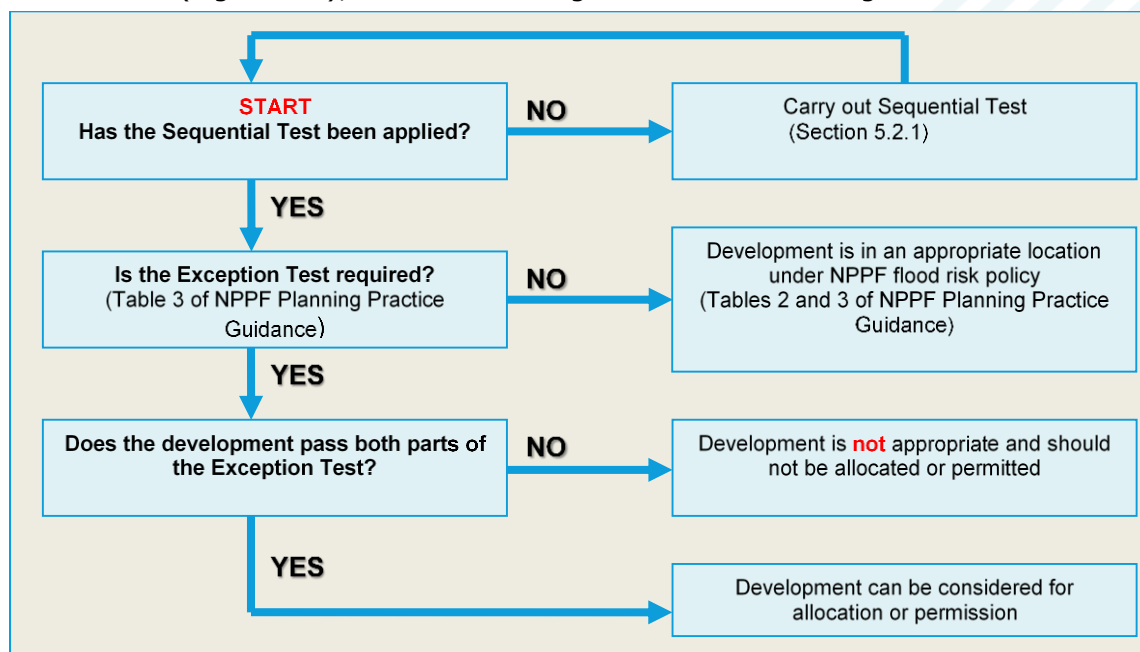 START
Has the Sequential Test been applied?
NO
Carry out Sequential Test
(Section 5.2.1)
YES
Is the Exception Test required?
(Table 3 of NPPF Planning Practice
Guidance)
NO
Development is in an appropriate location
under NPPF flood risk policy
(Tables 2 and 3 of NPPF Planning Practice
Guidance)
YES
Does the development pass both parts of
the Exception Test?
NO
Development is not appropriate and should
not be allocated or permitted
YES
Development can be considered for
allocation or permission